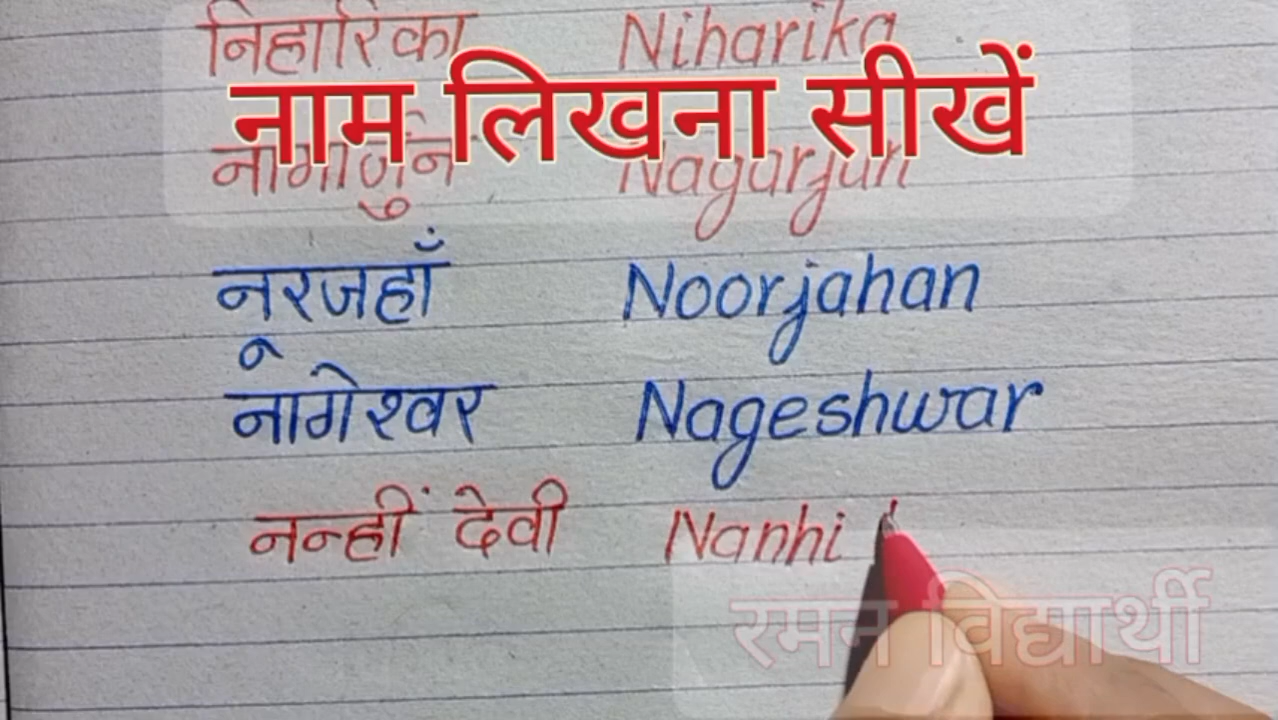 निहारिका Niharika
नाम लिखना सीखें
नागार्जुन Nagarjun
नूरजहाँ Noorjahan
नागेश्वर Nageshwar
नन्हीं देवी Nanhi
रमन विद्यार्थी